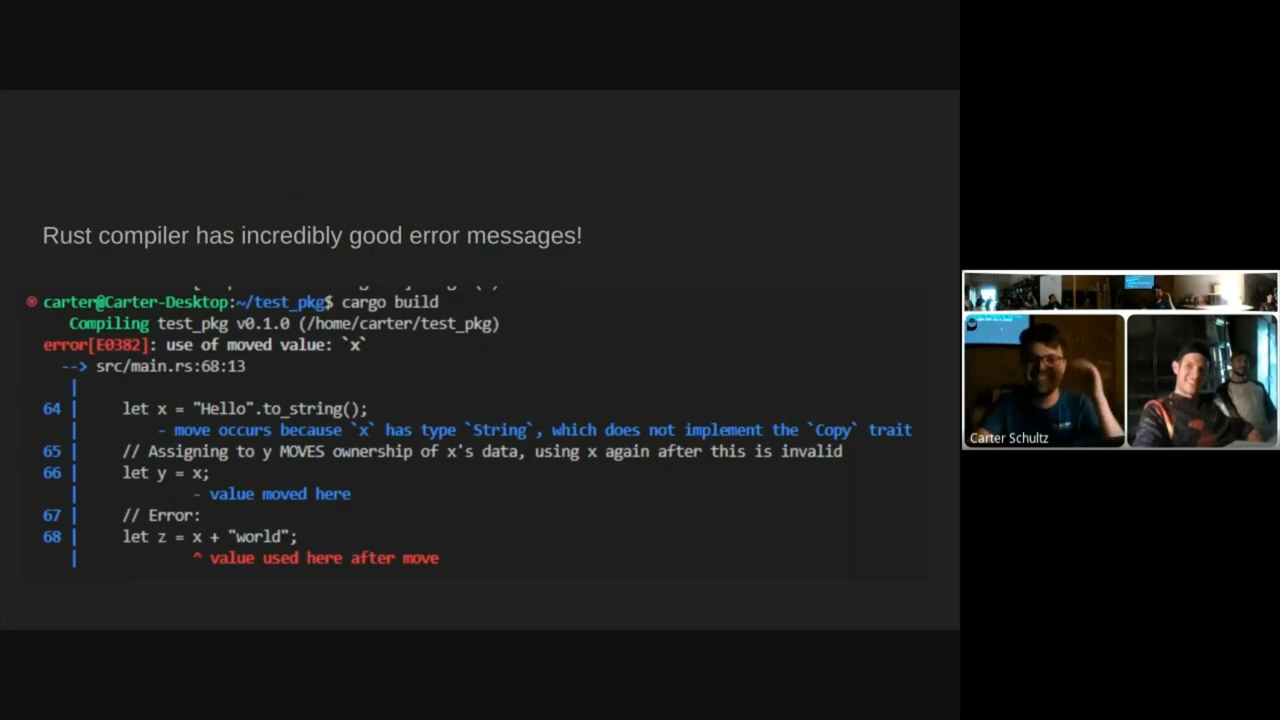 Rust compiler has incredibly good error messages!
carter@Carter-Desktop:~/test_pkg$ cargo build
Compiling test_pkg v0.1.0 (/home/carter/test_pkg)
error[E0382]: use of moved value: `x`
--> src/main.rs:68:13
|
64 | let x = "Hello".to_string();
| - move occurs because `x` has type `String`, which does not implement the `Copy` trait
65 | // Assigning to y MOVES ownership of x's data, using x again after this is invalid
66 | let y = x;
| - value moved here
67 | // Error:
68 | let z = x + "world";
| ^ value used here after move
Carter Schultz